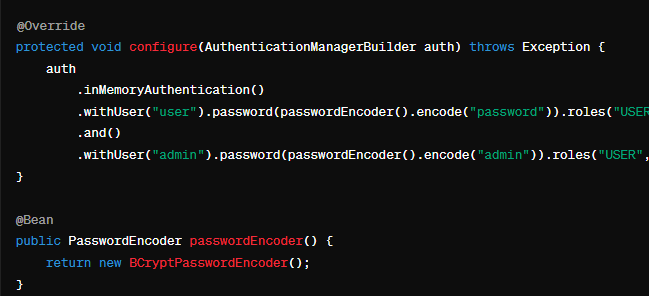 @Override
protected void configure(AuthenticationManagerBuilder auth) throws Exception {
    auth
        .inMemoryAuthentication()
        .withUser("user").password(passwordEncoder().encode("password")).roles("USER
        .and()
        .withUser("admin").password(passwordEncoder().encode("admin")).roles("USER",
}
@Bean
public PasswordEncoder passwordEncoder() {
    return new BCryptPasswordEncoder();
}